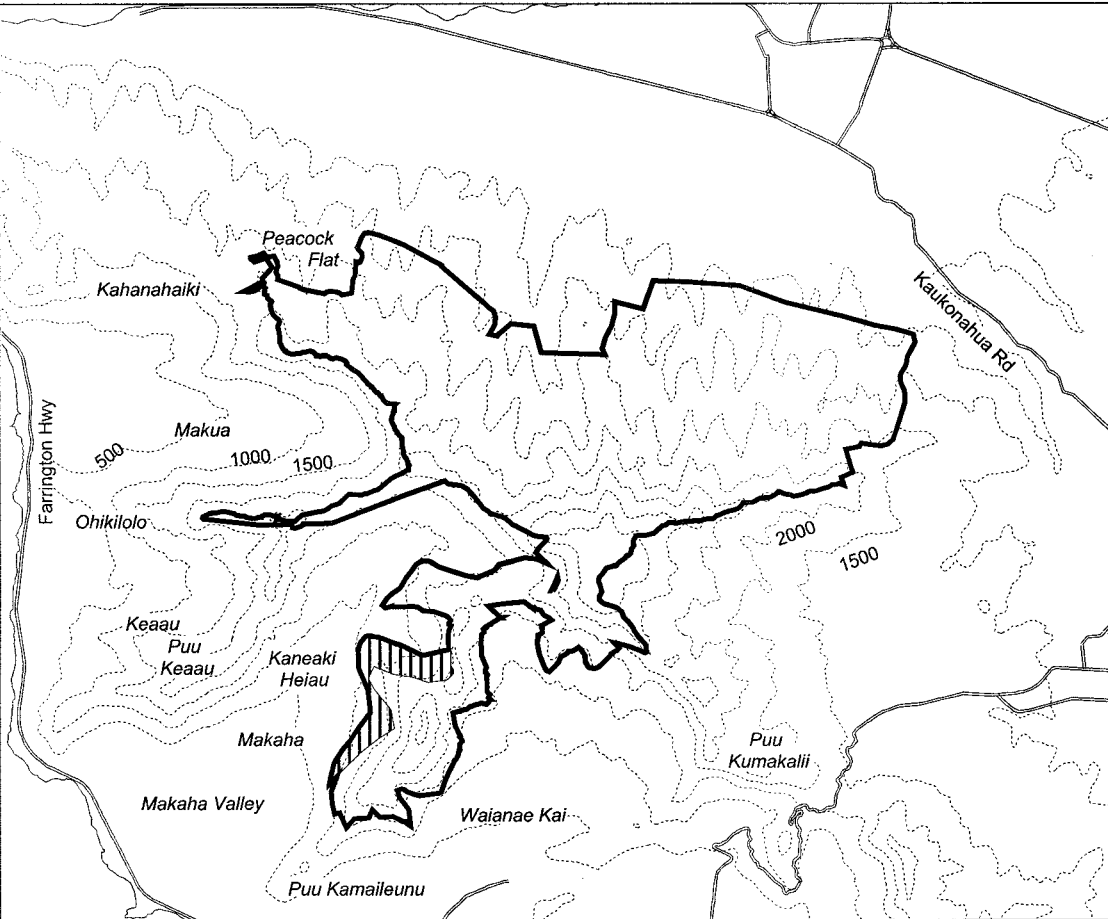 Peacock
Flat
Kahanahaiki
Kaukonahua Rd
Farrington Hwy
Makua
500
1000
1500
Ohikilolo
2000
1500
Keaau
Puu
Keaau
Kaneaki
Heiau
Makaha
Puu
Kumakalii
Makaha Valley
Waianae Kai
Puu Kamaileunu